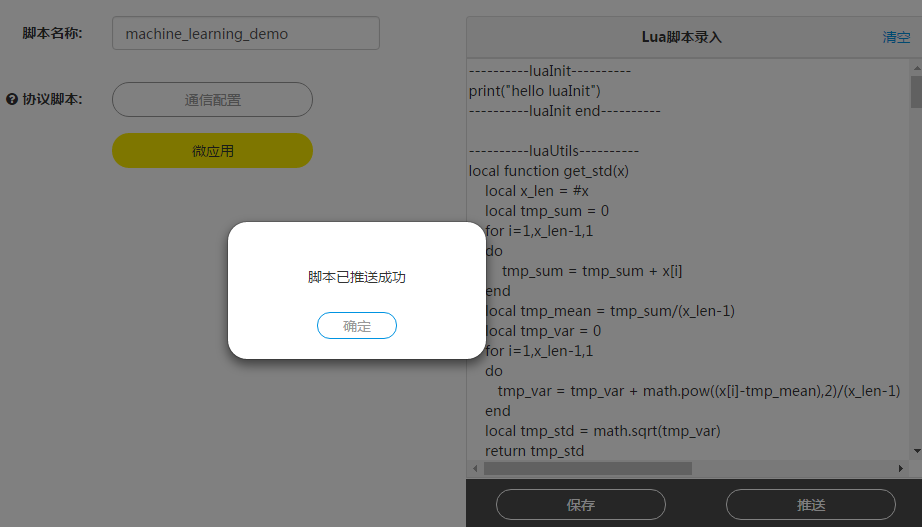 脚本名称:
machine_learning_demo
协议脚本:
通信配置
微应用
Lua脚本录入
清空
----------luaInit----------
print("hello luaInit")
----------luaInit end----------
----------luaUtils----------
local function get_std(x)
local x_len = #x
local tmp_sum = 0
for i=1,x_len-1,1
do
tmp_sum = tmp_sum + x[i]
end
local tmp_mean = tmp_sum/(x_len-1)
local tmp_var = 0
for i=1,x_len-1,1
do
tmp_var = tmp_var + math.pow((x[i]-tmp_mean),2)/(x_len-1)
end
local tmp_std = math.sqrt(tmp_var)
return tmp_std
脚本已推送成功
确定
保存
推送